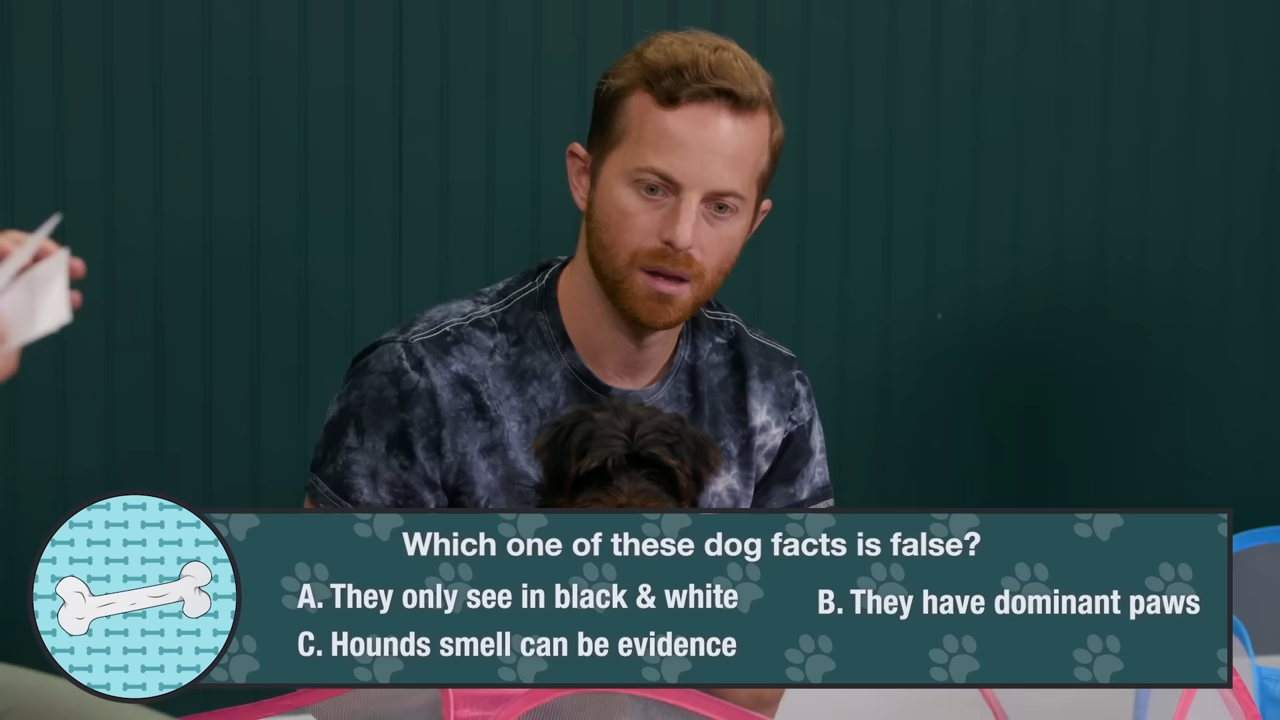 Which one of these dog facts is false?
A. They only see in black & white
B. They have dominant paws
C. Hounds smell can be evidence